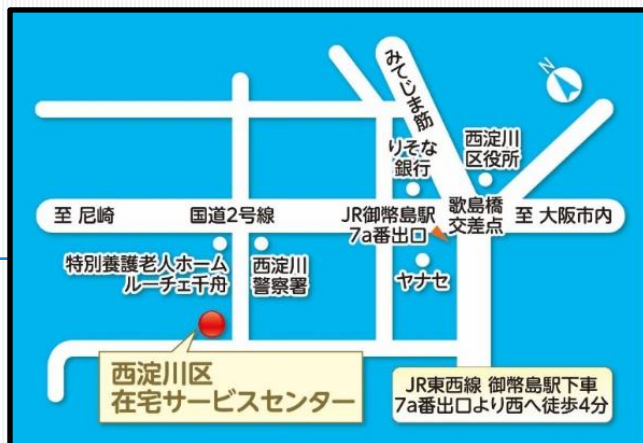 N
みてじま筋
りそな
銀行
西淀川
区役所
至 尼崎
国道2号線
JR御幣島駅
7a番出口
歌島橋
交差点
至 大阪市内
特別養護老人ホーム
ルーチェ千舟
西淀川
警察署
ヤナセ
西淀川区
在宅サービスセンター
JR東西線 御幣島駅下車
7a番出口より西へ徒歩4分